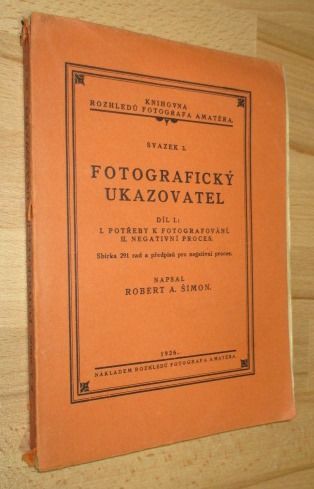 KNIHOVNA
ROZHLEDŮ FOTOGRAFA AMATÉRA.
SVAZEK 3.
FOTOGRAFICKÝ
UKAZOVATEL
DÍL I.:
I. POTŘEBY K FOTOGRAFOVÁNÍ.
II. NEGATIVNÍ PROCES.
Sbírka 291 rad a předpisů pro negativní proces.
NAPSAL
ROBERT A. ŠIMON.
1926.
NÁKLADEM ROZHLEDŮ FOTOGRAFA AMATÉRA.